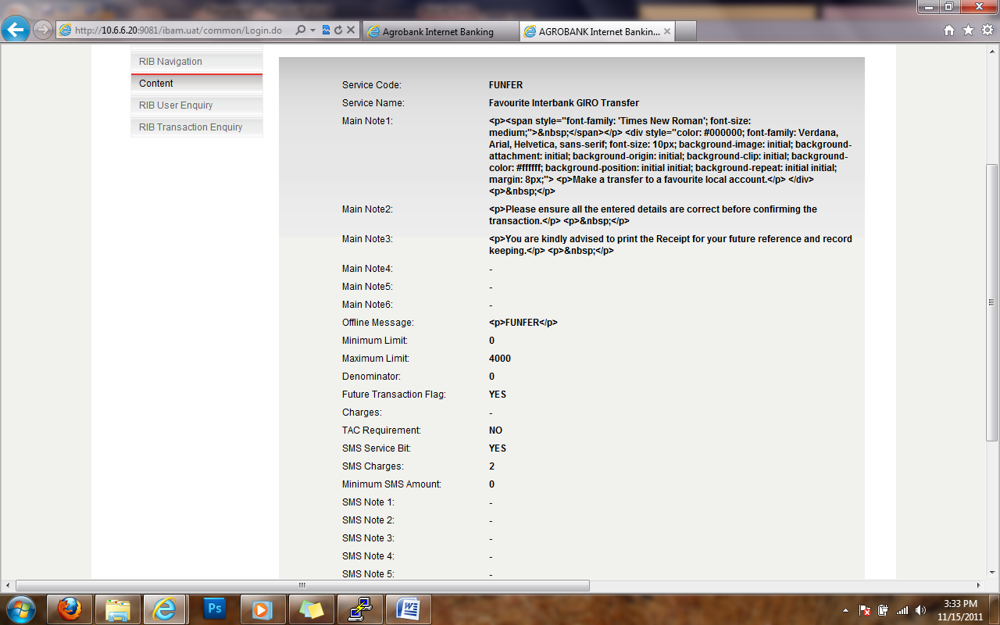 http://10.6.6.20:9081/ibam.uat/common/Login.do
Agrobank Internet Banking
AGROBANK Internet Bankin...
RIB Navigation
Content
RIB User Enquiry
RIB Transaction Enquiry
Service Code: FUNFER
Service Name: Favourite Interbank GIRO Transfer
Main Note1: <p><span style="font-family: 'Times New Roman'; font-size:
medium;">&nbsp;</span></p> <div style="color: #000000; font-family: Verdana,
Arial, Helvetica, sans-serif; font-size: 10px; background-image: initial; background-
attachment: initial; background-origin: initial; background-clip: initial; background-
color: #ffffff; background-position: initial initial; background-repeat: initial initial;
margin: 8px;"> <p>Make a transfer to a favourite local account.</p> </div>
<p>&nbsp;</p>
Main Note2: <p>Please ensure all the entered details are correct before confirming the
transaction.</p> <p>&nbsp;</p>
Main Note3: <p>You are kindly advised to print the Receipt for your future reference and record
keeping.</p> <p>&nbsp;</p>
Main Note4: -
Main Note5: -
Main Note6: -
Offline Message: <p>FUNFER</p>
Minimum Limit: 0
Maximum Limit: 4000
Denominator: 0
Future Transaction Flag: YES
Charges: -
TAC Requirement: NO
SMS Service Bit: YES
SMS Charges: 2
Minimum SMS Amount: 0
SMS Note 1: -
SMS Note 2: -
SMS Note 3: -
SMS Note 4: -
SMS Note 5: -
Ps
W
3:33 PM
11/15/2011